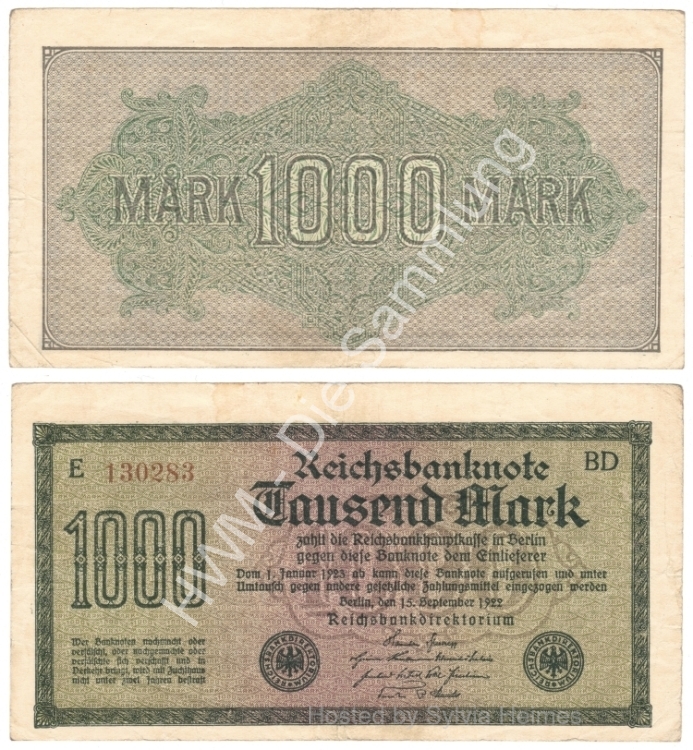 MARK 1000 MARK
E 130283
BD
Reichsbanknote
Tausend Mark
1000
zahlt die Reichsbankhauptkasse in Berlin
gegen diese Banknote dem Einlieferer
Vom 1. Januar 1923 ab kann diese Banknote aufgerufen und unter
Umtausch gegen andere gesetzliche Zahlungsmittel eingezogen werden
Berlin, den 15. September 1922
Reichsbankdirektorium
Wer Banknoten nachmacht oder
verfälscht, oder nachgemachte oder
verfälschte sich verschafft und in
Verkehr bringt, wird mit Zuchthaus
nicht unter zwei Jahren bestraft
REICHSBANKDIREKTORIUM
REICHSBANKDIREKTORIUM
HWM - Die Sammlung
Hosted by Sylvia Holmes